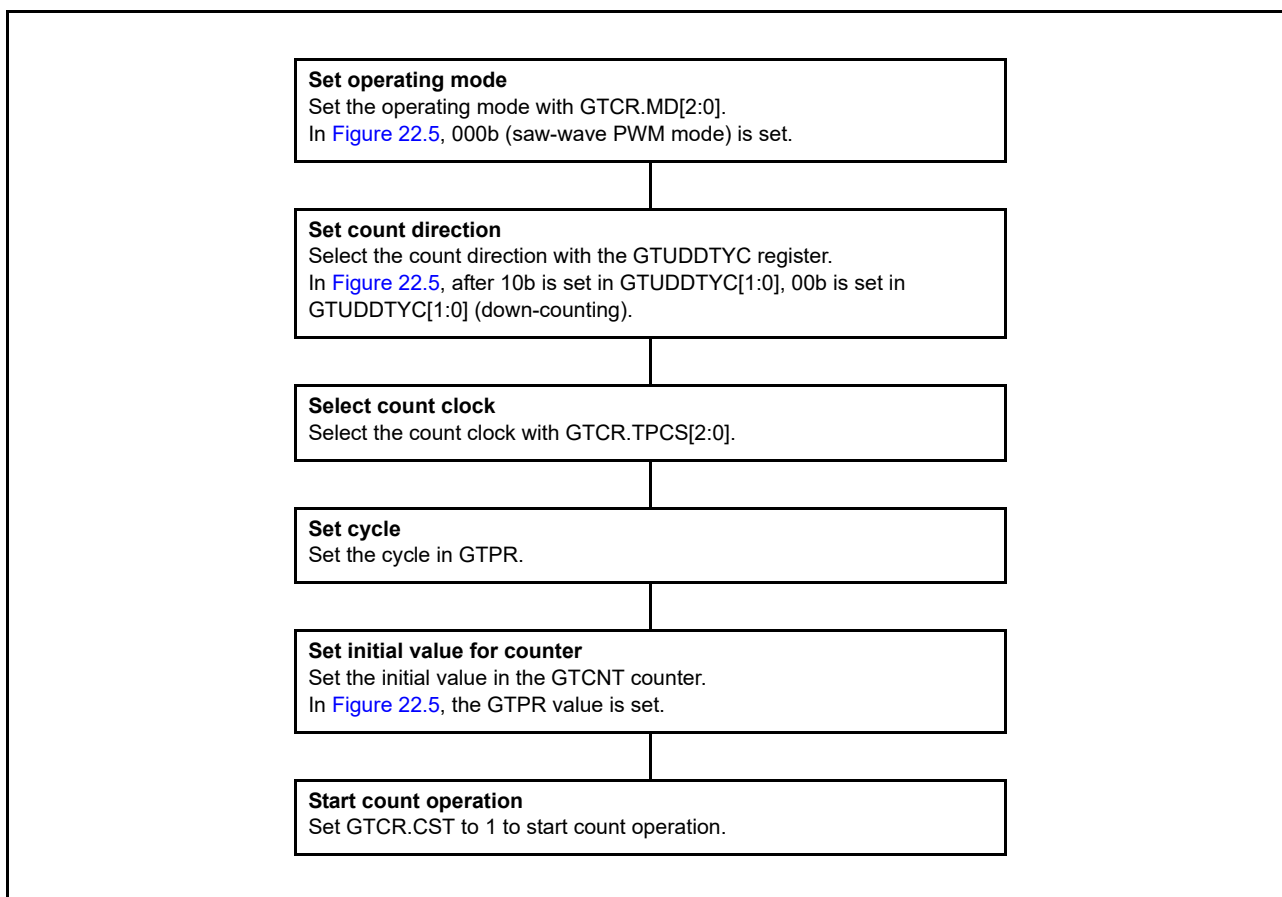 Set operating mode
Set the operating mode with GTCR.MD[2:0].
In Figure 22.5, 000b (saw-wave PWM mode) is set.
Set count direction
Select the count direction with the GTUDDTYC register.
In Figure 22.5, after 10b is set in GTUDDTYC[1:0], 00b is set in
GTUDDTYC[1:0] (down-counting).
Select count clock
Select the count clock with GTCR.TPCS[2:0].
Set cycle
Set the cycle in GTPR.
Set initial value for counter
Set the initial value in the GTCNT counter.
In Figure 22.5, the GTPR value is set.
Start count operation
Set GTCR.CST to 1 to start count operation.